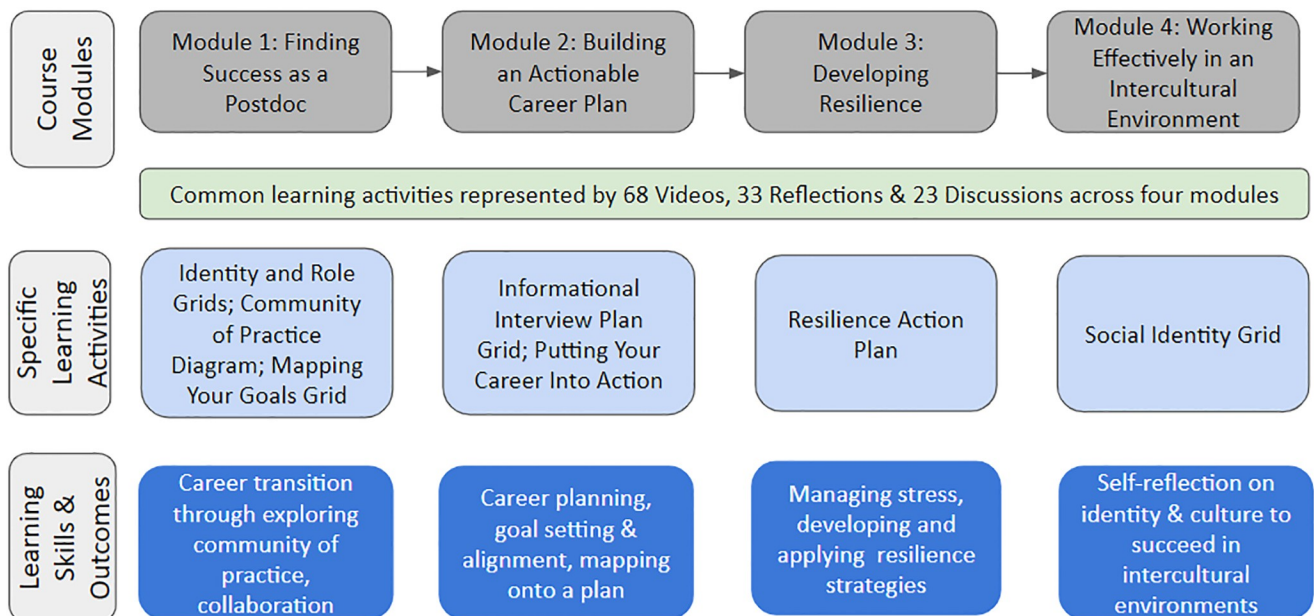 Course
Modules
Module 1: Finding
Success as a
Postdoc
Module 2: Building
an Actionable
Career Plan
Module 3:
Developing
Resilience
Module 4: Working
Effectively in an
Intercultural
Environment
Common learning activities represented by 68 Videos, 33 Reflections & 23 Discussions across four modules
Specific
Learning
Activities
Identity and Role
Grids; Community
of Practice
Diagram; Mapping
Your Goals Grid
Informational
Interview Plan
Grid; Putting Your
Career Into Action
Resilience Action
Plan
Social Identity Grid
Learning
Skills &
Outcomes
Career transition
through exploring
community of
practice,
collaboration
Career planning,
goal setting &
alignment, mapping
onto a plan
Managing stress,
developing and
applying resilience
strategies
Self-reflection on
identity & culture to
succeed in
intercultural
environments